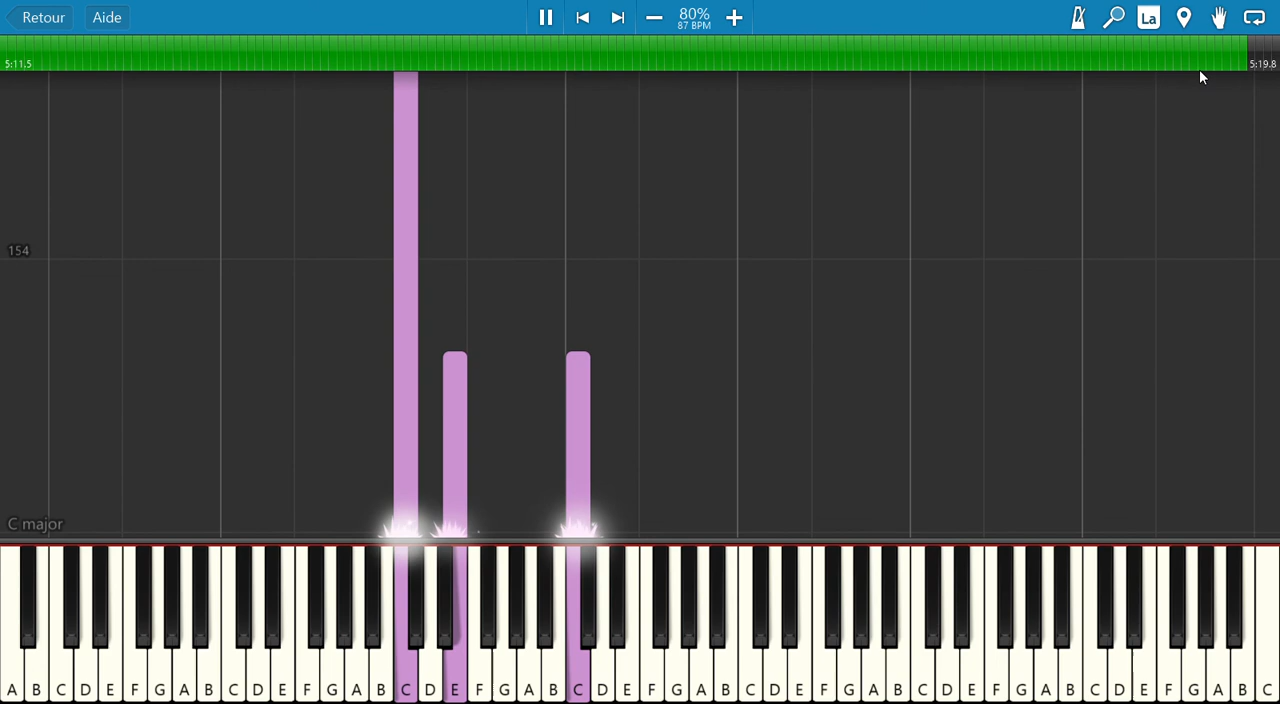 Retour Aide 80% La
87 BPM
5:11.5 5:19.8
154
C major
A B C D E F G A B C D E F G A B C D E F G A B C D E F G A B C D E F G A B C D E F G A B C D E F G A B C